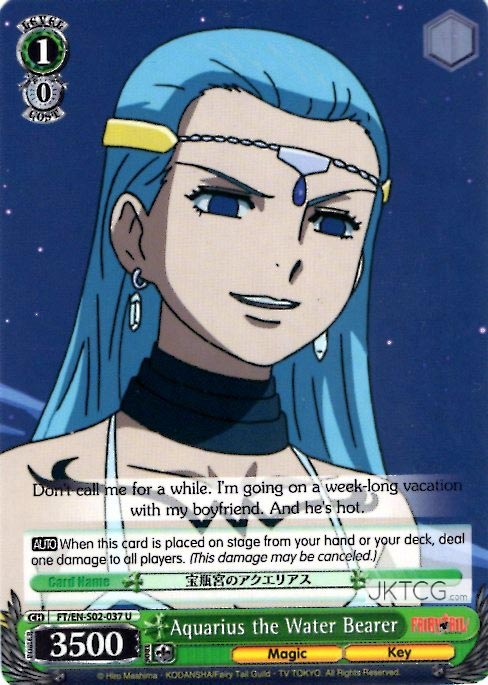 LEVEL
1
0
COST
Don't call me for a while. I'm going on a week-long vacation
with my boyfriend. And he's hot.
AUTO When this card is placed on stage from your hand or your deck, deal
one damage to all players. (This damage may be canceled.)
Card Name 宝瓶宮のアクエリアス
JKTCG.com
CH FT/EN-S02-037 U
Aquarius the Water Bearer FAIRY TAIL
POWER 3500
Magic Key
© Hiro Mashima・KODANSHA/Fairy Tail Guild・TV TOKYO. All Rights Reserved.